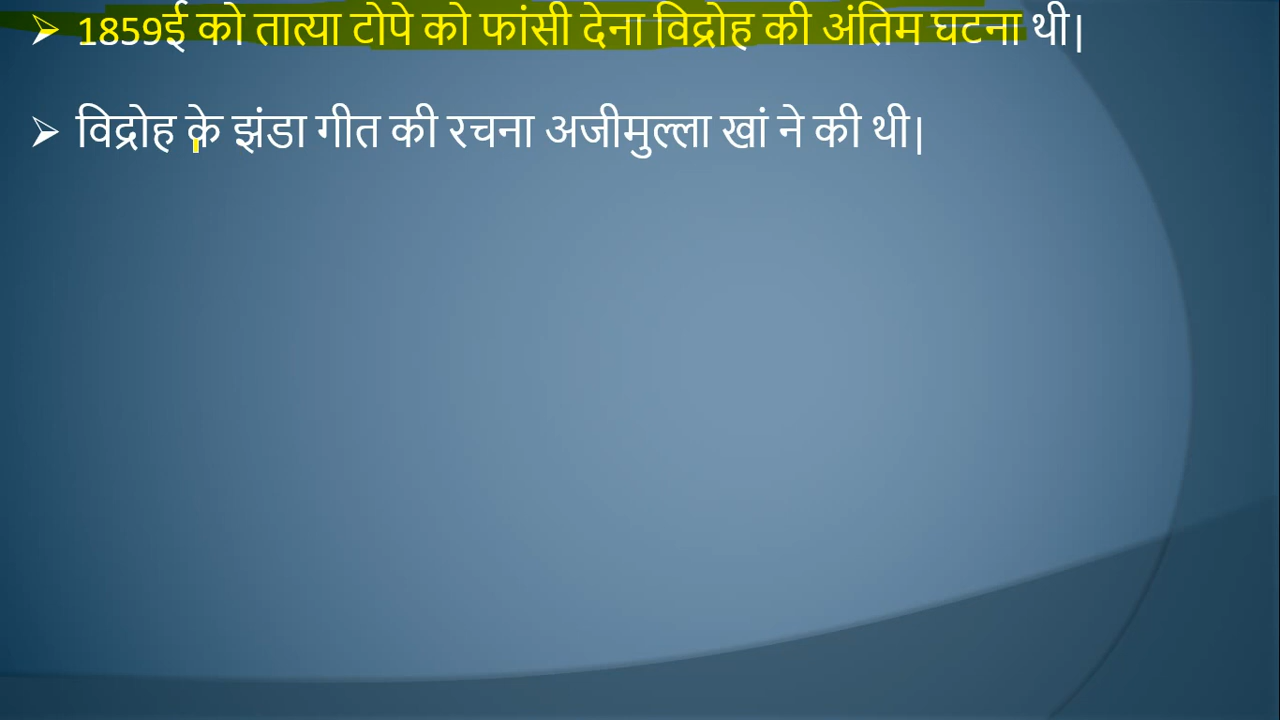 ➢ 1859ई को तात्या टोपे को फांसी देना विद्रोह की अंतिम घटना थी|
➢ विद्रोह के झंडा गीत की रचना अजीमुल्ला खां ने की थी|